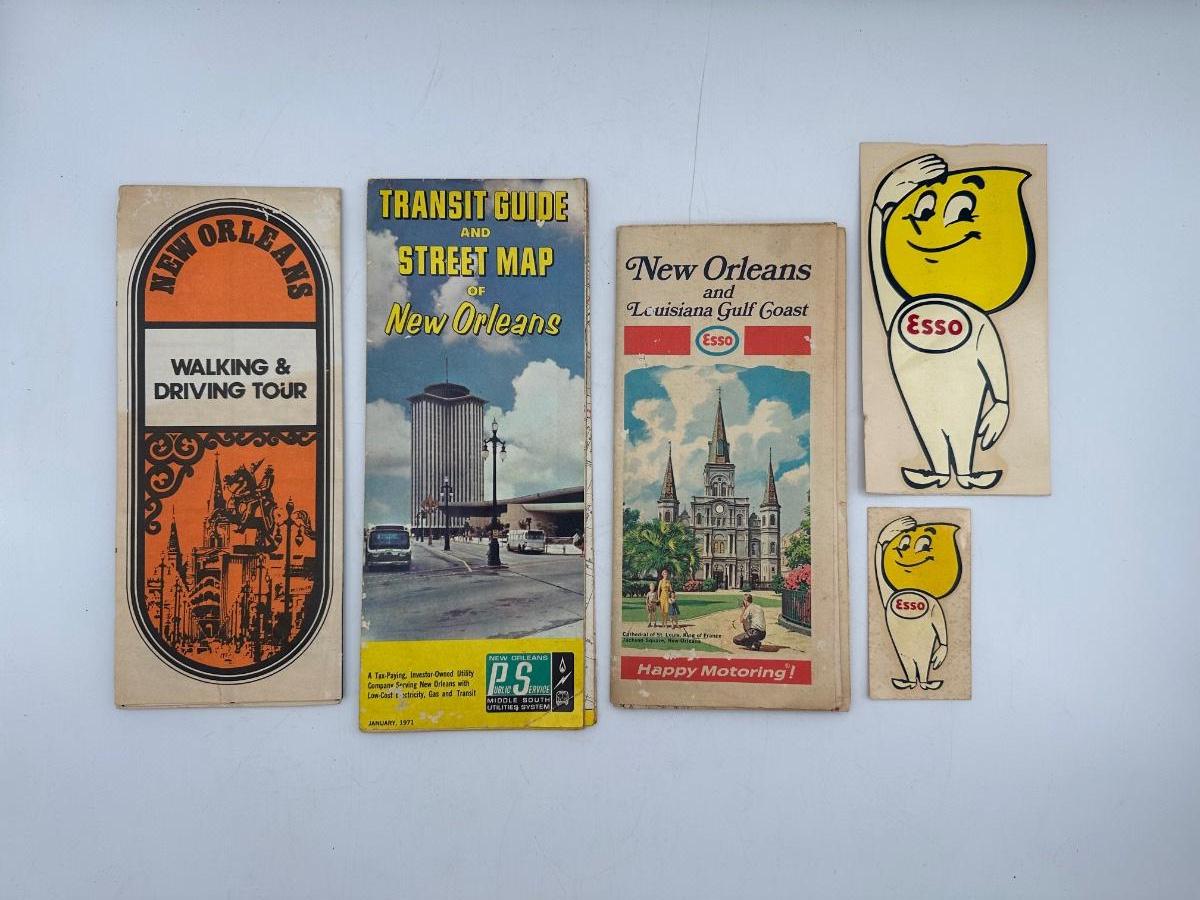 NEW ORLEANS
WALKING &
DRIVING TOUR
TRANSIT GUIDE
AND
STREET MAP
OF
New Orleans
A Tax-Paying, Investor-Owned Utility
Company Serving New Orleans with
Low-Cost Electricity, Gas and Transit
JANUARY, 1971
NEW ORLEANS
PUBLIC SERVICE
MIDDLE SOUTH
UTILITIES SYSTEM
New Orleans
and
Louisiana Gulf Coast
Esso
Cathedral of St. Louis, King of France
Jackson Square, New Orleans
Happy Motoring!
Esso
Esso